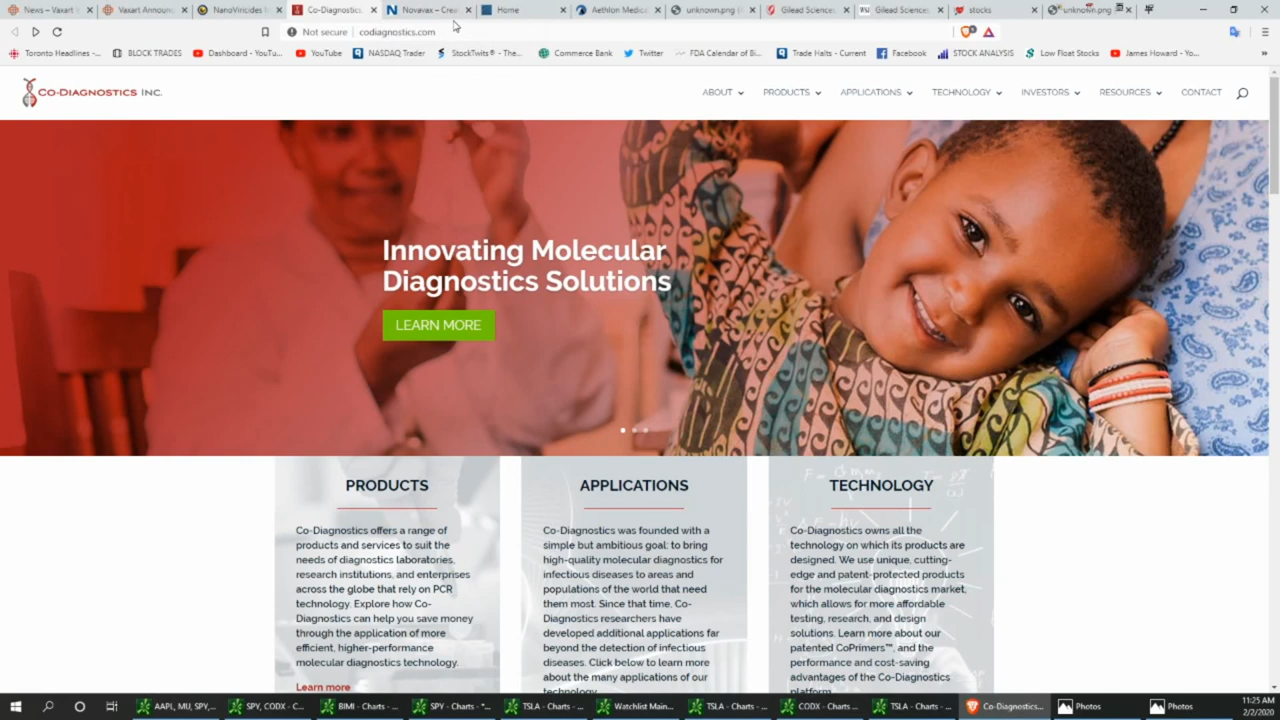 News – Vaxart I
Vaxart Announ
NanoViricides I
Co-Diagnostics
Novavax – Crea
Home
Aethlon Medica
unknown.png (
Gilead Science
Gilead Sciences
stocks
unknown.png
Not secure
codiagnostics.com
Toronto Headlines -...
BLOCK TRADES
Dashboard - YouTu...
YouTube
NASDAQ Trader
StockTwits® - The...
Commerce Bank
Twitter
FDA Calendar of Bi...
Trade Halts - Current
Facebook
STOCK ANALYSIS
Low Float Stocks
James Howard - Yo...
CO-DIAGNOSTICS INC.
ABOUT
PRODUCTS
APPLICATIONS
TECHNOLOGY
INVESTORS
RESOURCES
CONTACT
Innovating Molecular
Diagnostics Solutions
LEARN MORE
PRODUCTS
Co-Diagnostics offers a range of
products and services to suit the
needs of diagnostics laboratories,
research institutions, and enterprises
across the globe that rely on PCR
technology. Explore how Co-
Diagnostics can help you save money
through the application of more
efficient, higher-performance
molecular diagnostics technology.
Learn more
APPLICATIONS
Co-Diagnostics was founded with a
simple but ambitious goal: to bring
high-quality molecular diagnostics for
infectious diseases to areas and
populations of the world that need
them most. Since that time, Co-
Diagnostics researchers have
developed additional applications far
beyond the detection of infectious
diseases. Click below to learn more
about the many applications of our
technology.
TECHNOLOGY
Co-Diagnostics owns all the
technology on which its products are
designed. We use unique, cutting-
edge and patent-protected products
for the molecular diagnostics market,
which allows for more affordable
testing, research, and design
solutions. Learn more about our
patented CoPrimers™, and the
performance and cost-saving
advantages of the Co-Diagnostics
platform.
AAPL, MU, SPY,...
SPY, CODX - C...
BIMI - Charts - ...
SPY - Charts - *...
TSLA - Charts - ...
Watchlist Main...
TSLA - Charts - ...
CODX - Charts ...
TSLA - Charts - ...
Co-Diagnostics...
Photos
Photos
11:25 AM
2/2/2020